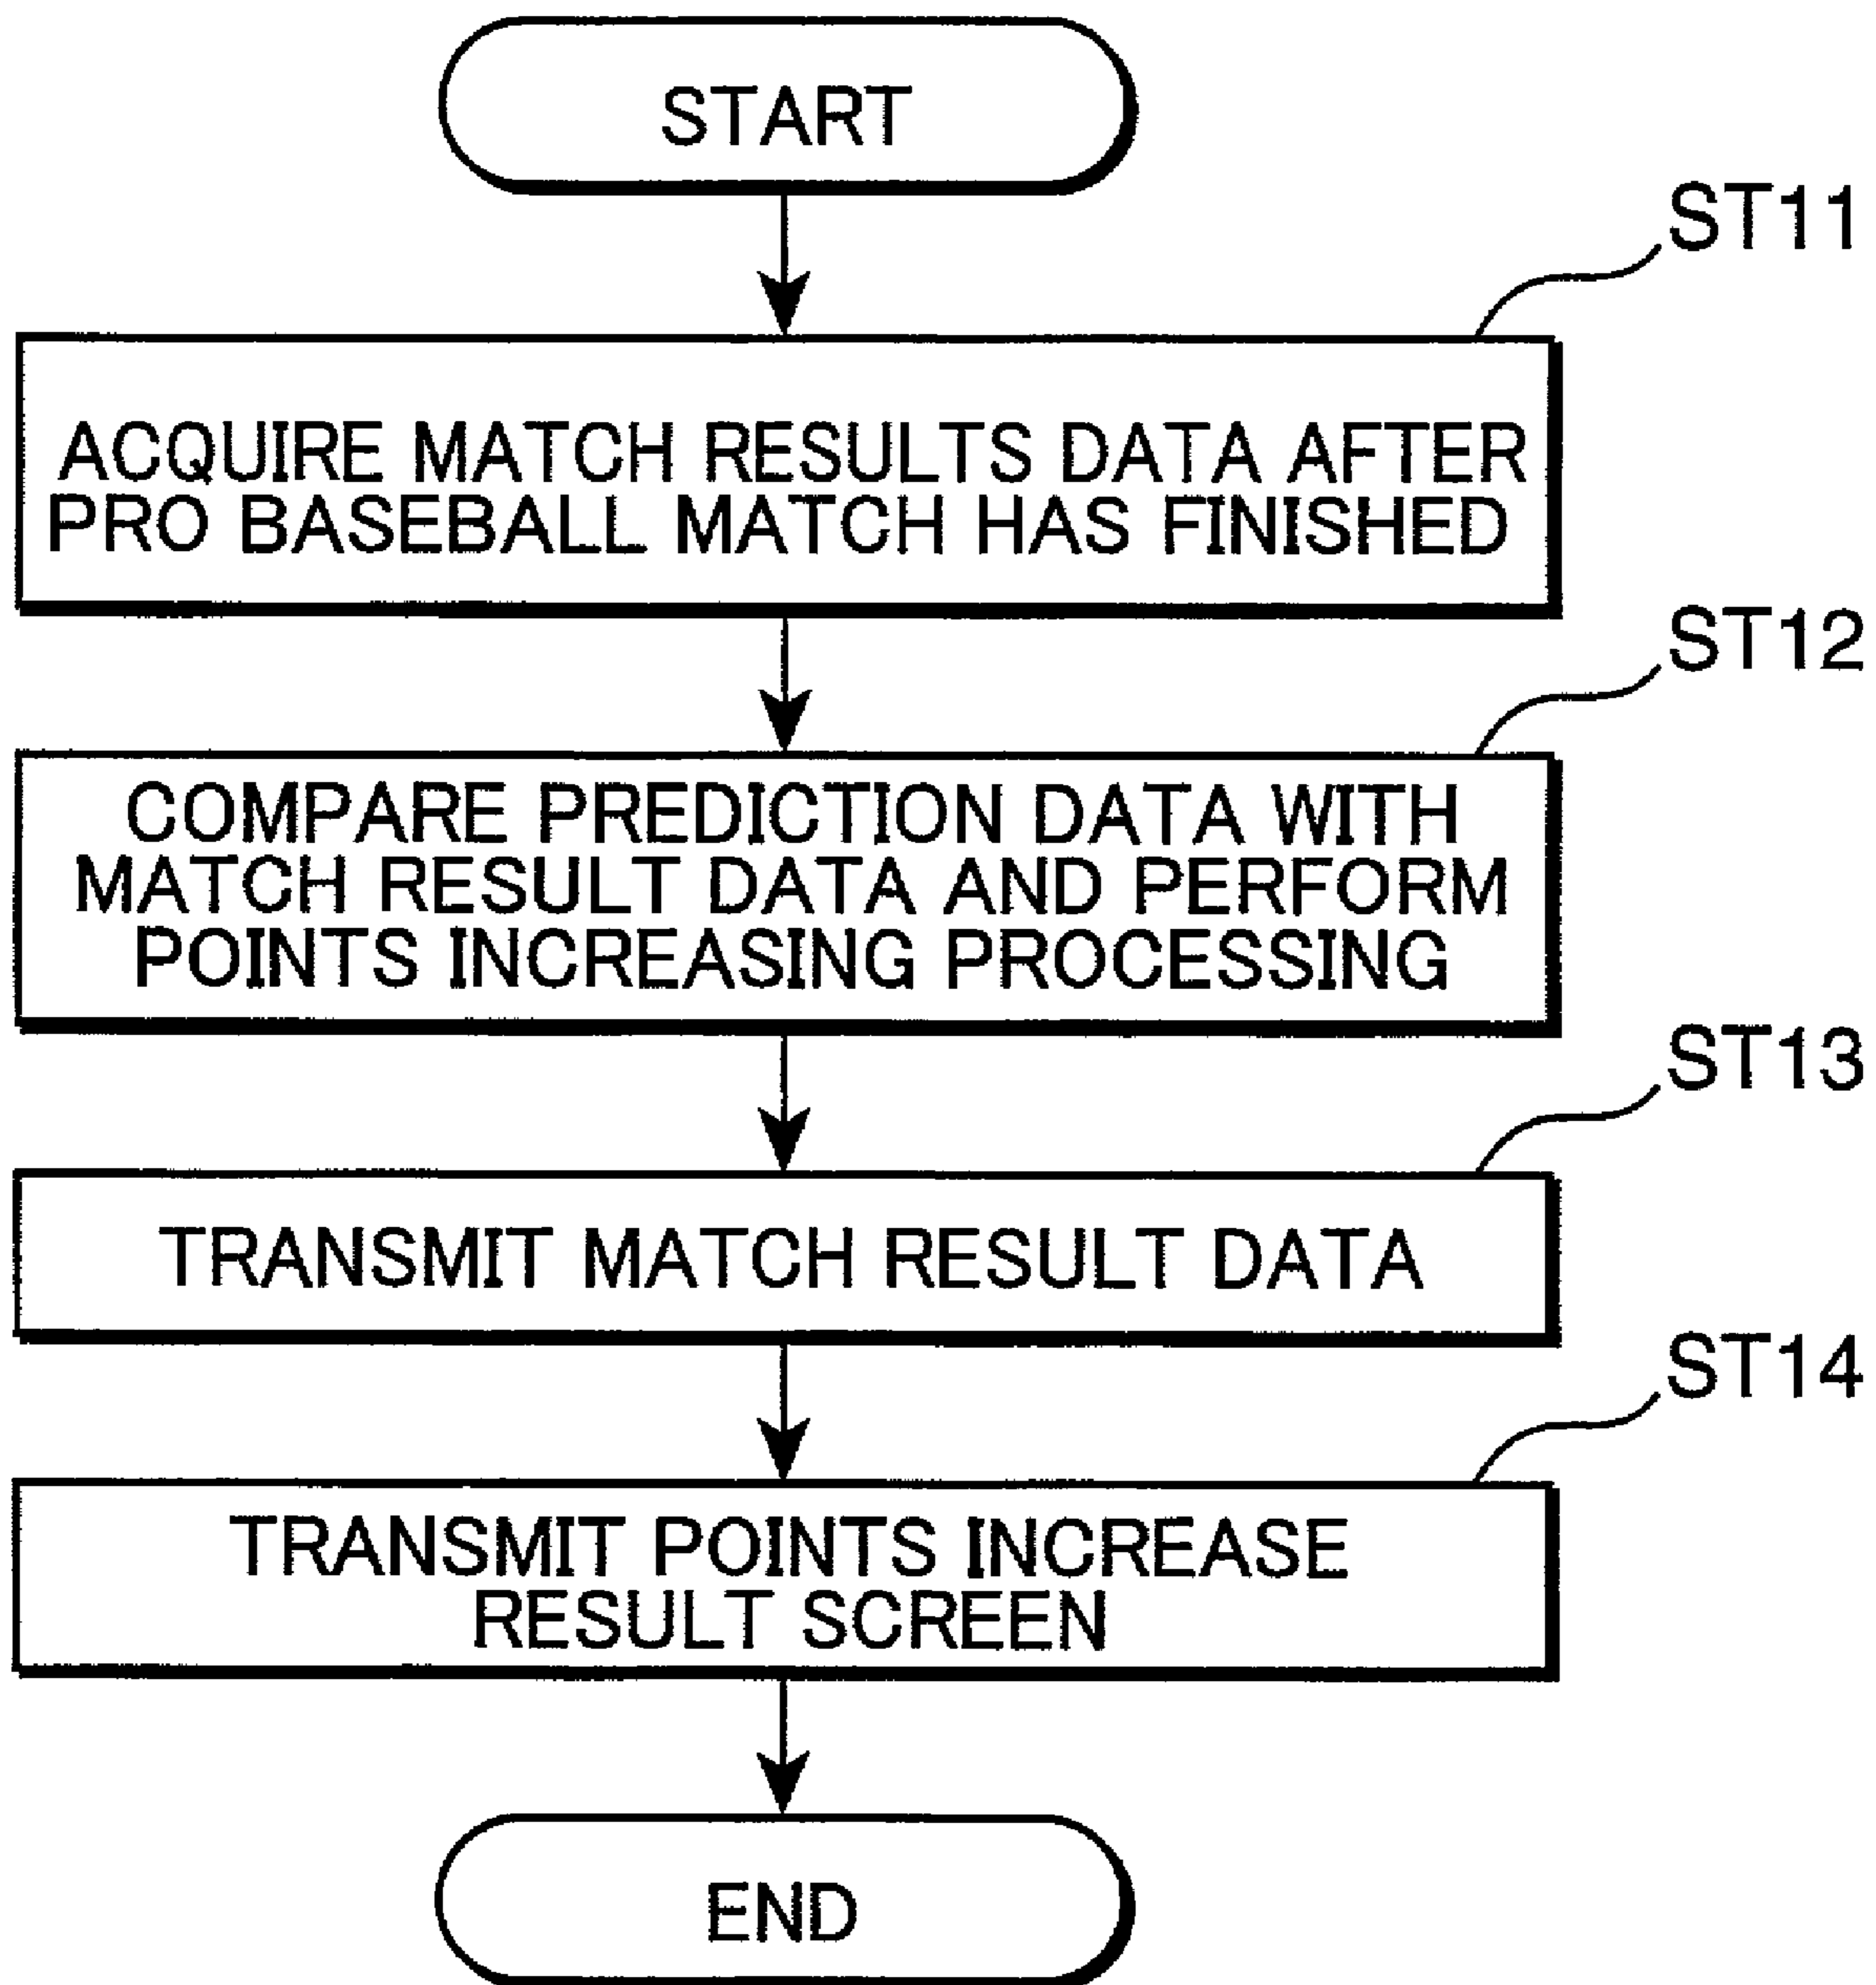 START
ST11
ACQUIRE MATCH RESULTS DATA AFTER
PRO BASEBALL MATCH HAS FINISHED
ST12
COMPARE PREDICTION DATA WITH
MATCH RESULT DATA AND PERFORM
POINTS INCREASING PROCESSING
ST13
TRANSMIT MATCH RESULT DATA
ST14
TRANSMIT POINTS INCREASE
RESULT SCREEN
END